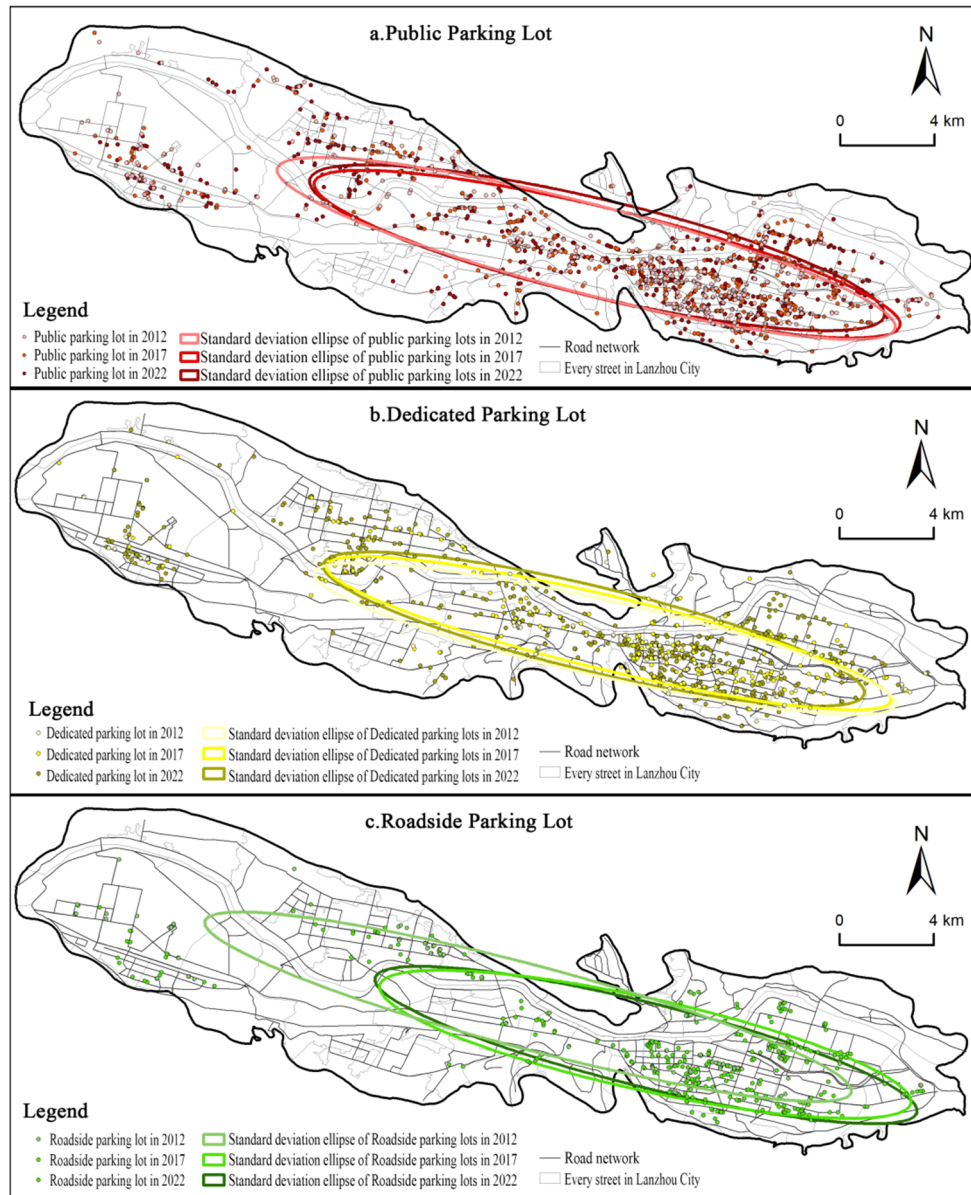 a.Public Parking Lot
N
0 4 km
Legend
Public parking lot in 2012 Standard deviation ellipse of public parking lots in 2012
Public parking lot in 2017 Standard deviation ellipse of public parking lots in 2017 Road network
Public parking lot in 2022 Standard deviation ellipse of public parking lots in 2022 Every street in Lanzhou City
b.Dedicated Parking Lot
N
0 4 km
Legend
Dedicated parking lot in 2012 Standard deviation ellipse of Dedicated parking lots in 2012
Dedicated parking lot in 2017 Standard deviation ellipse of Dedicated parking lots in 2017 Road network
Dedicated parking lot in 2022 Standard deviation ellipse of Dedicated parking lots in 2022 Every street in Lanzhou City
c.Roadside Parking Lot
N
0 4 km
Legend
Roadside parking lot in 2012 Standard deviation ellipse of Roadside parking lots in 2012
Roadside parking lot in 2017 Standard deviation ellipse of Roadside parking lots in 2017 Road network
Roadside parking lot in 2022 Standard deviation ellipse of Roadside parking lots in 2022 Every street in Lanzhou City